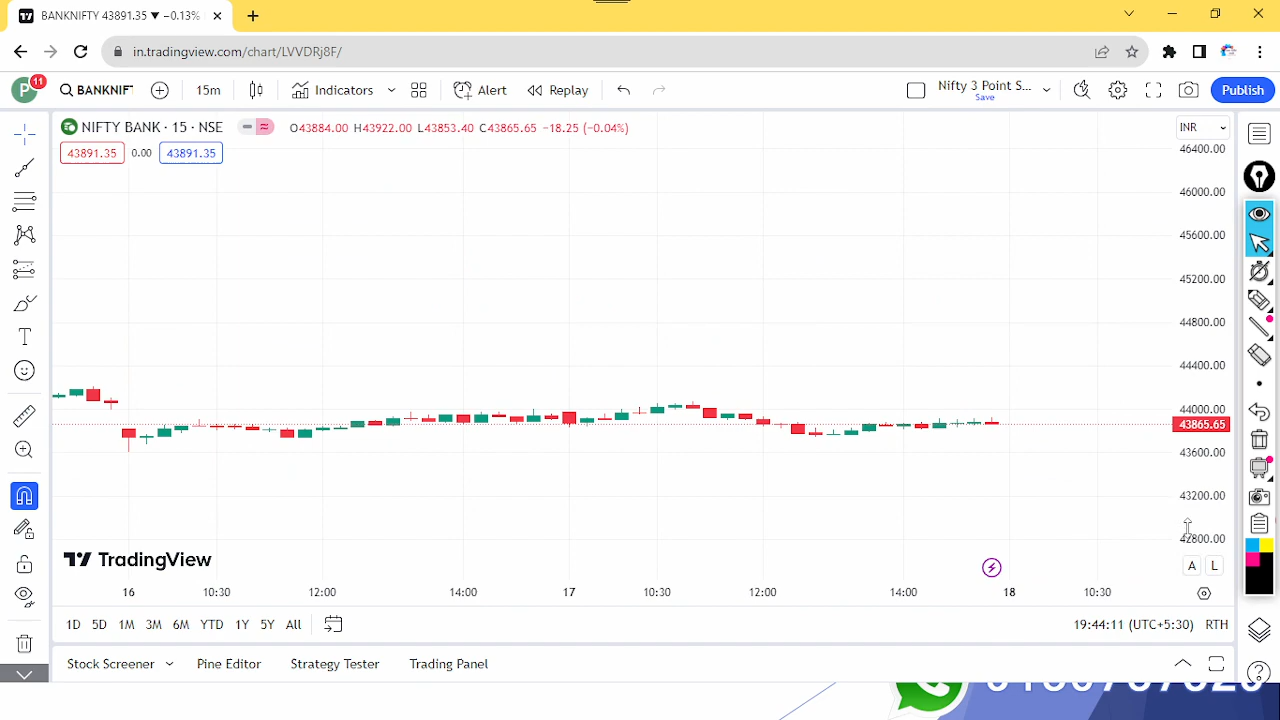 BANKNIFTY 43891.35 ▼ −0.13%
in.tradingview.com/chart/LVVDRj8F/
P 11 BANKNIF 15m Indicators Alert Replay Nifty 3 Point S... Save Publish
NIFTY BANK · 15 · NSE O43884.00 H43922.00 L43853.40 C43865.65 −18.25 (−0.04%) INR
43891.35 0.00 43891.35
46400.00
46000.00
45600.00
45200.00
44800.00
44400.00
44000.00
43865.65
43600.00
43200.00
42800.00
TradingView
A L
16 10:30 12:00 14:00 17 10:30 12:00 14:00 18 10:30
1D 5D 1M 3M 6M YTD 1Y 5Y All 19:44:11 (UTC+5:30) RTH
Stock Screener Pine Editor Strategy Tester Trading Panel